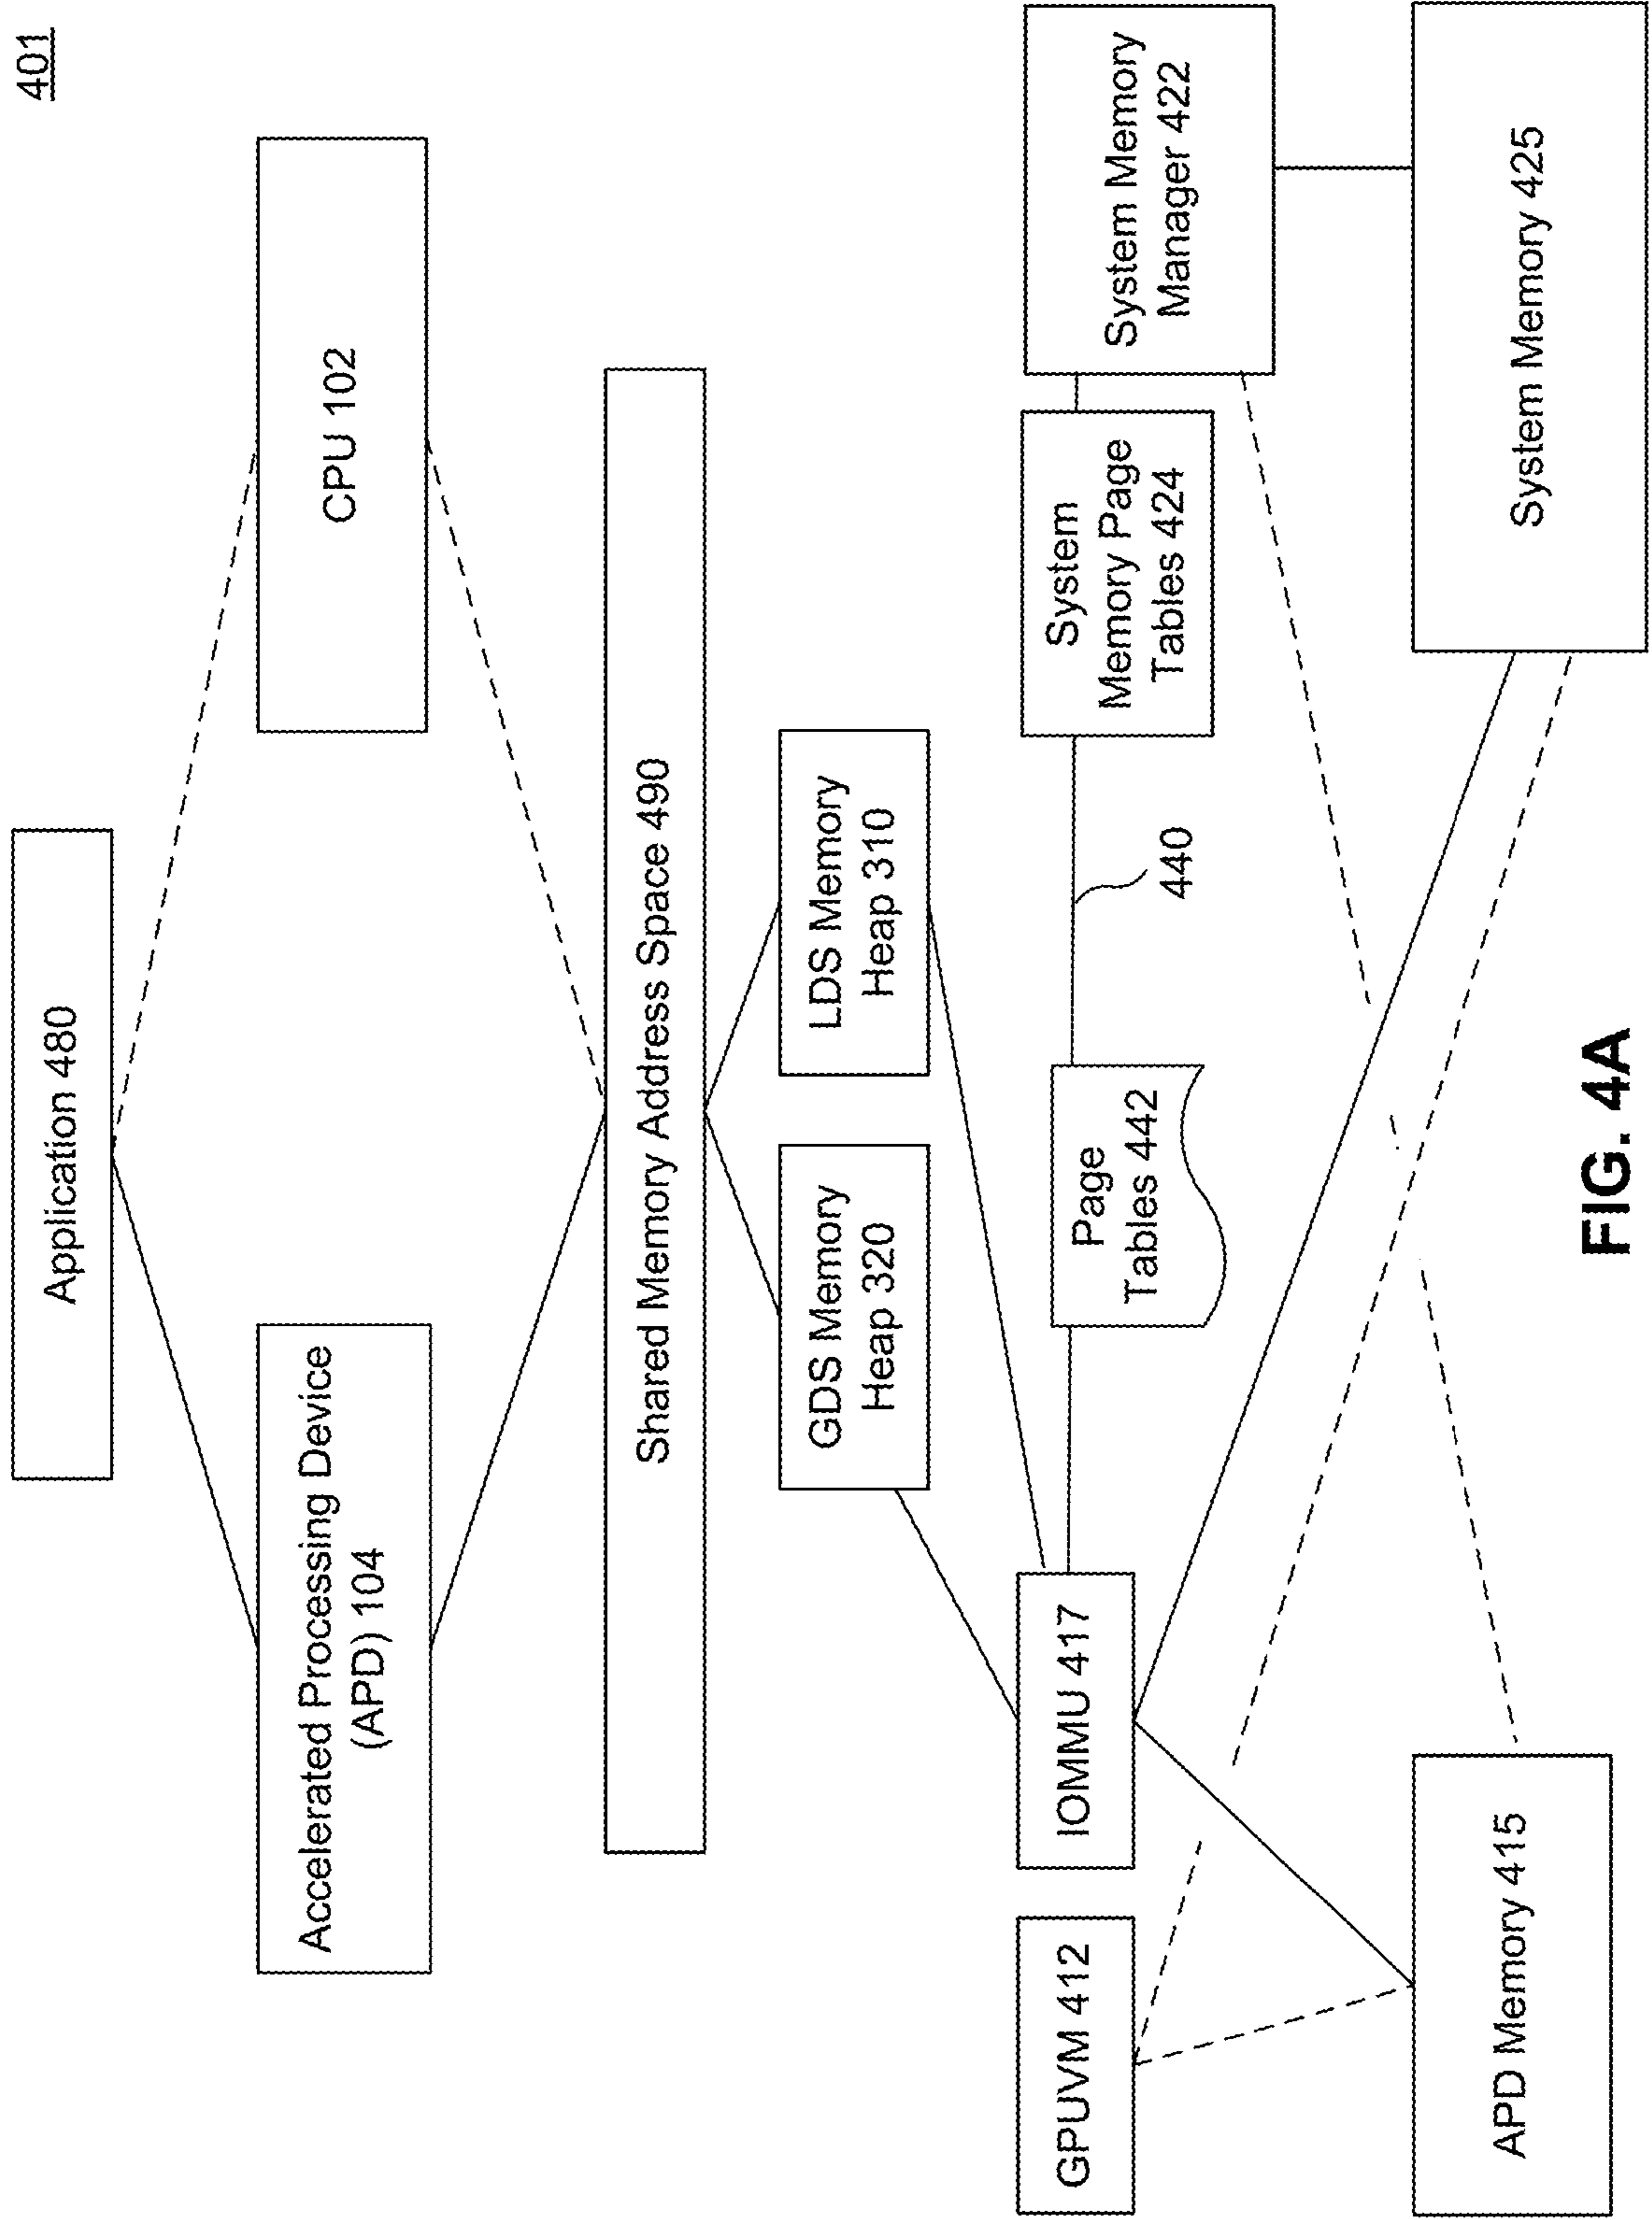 401
Application 480
Accelerated Processing Device
(APD) 104
CPU 102
Shared Memory Address Space 490
GDS Memory
Heap 320
LDS Memory
Heap 310
GPUVM 412
IOMMU 417
Page
Tables 442
440
System
Memory Page
Tables 424
System Memory
Manager 422
APD Memory 415
System Memory 425
FIG. 4A